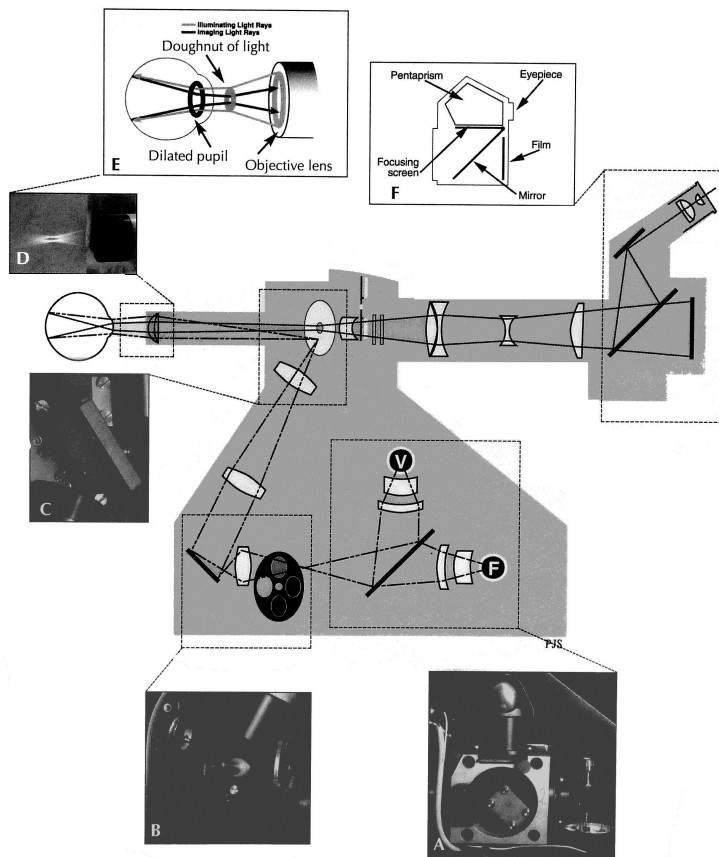 Illuminating Light Rays
Imaging Light Rays
Doughnut of light
Dilated pupil
Objective lens
E
Pentaprism
Eyepiece
Focusing
screen
Film
Mirror
F
D
C
V
F
PJS
B
A